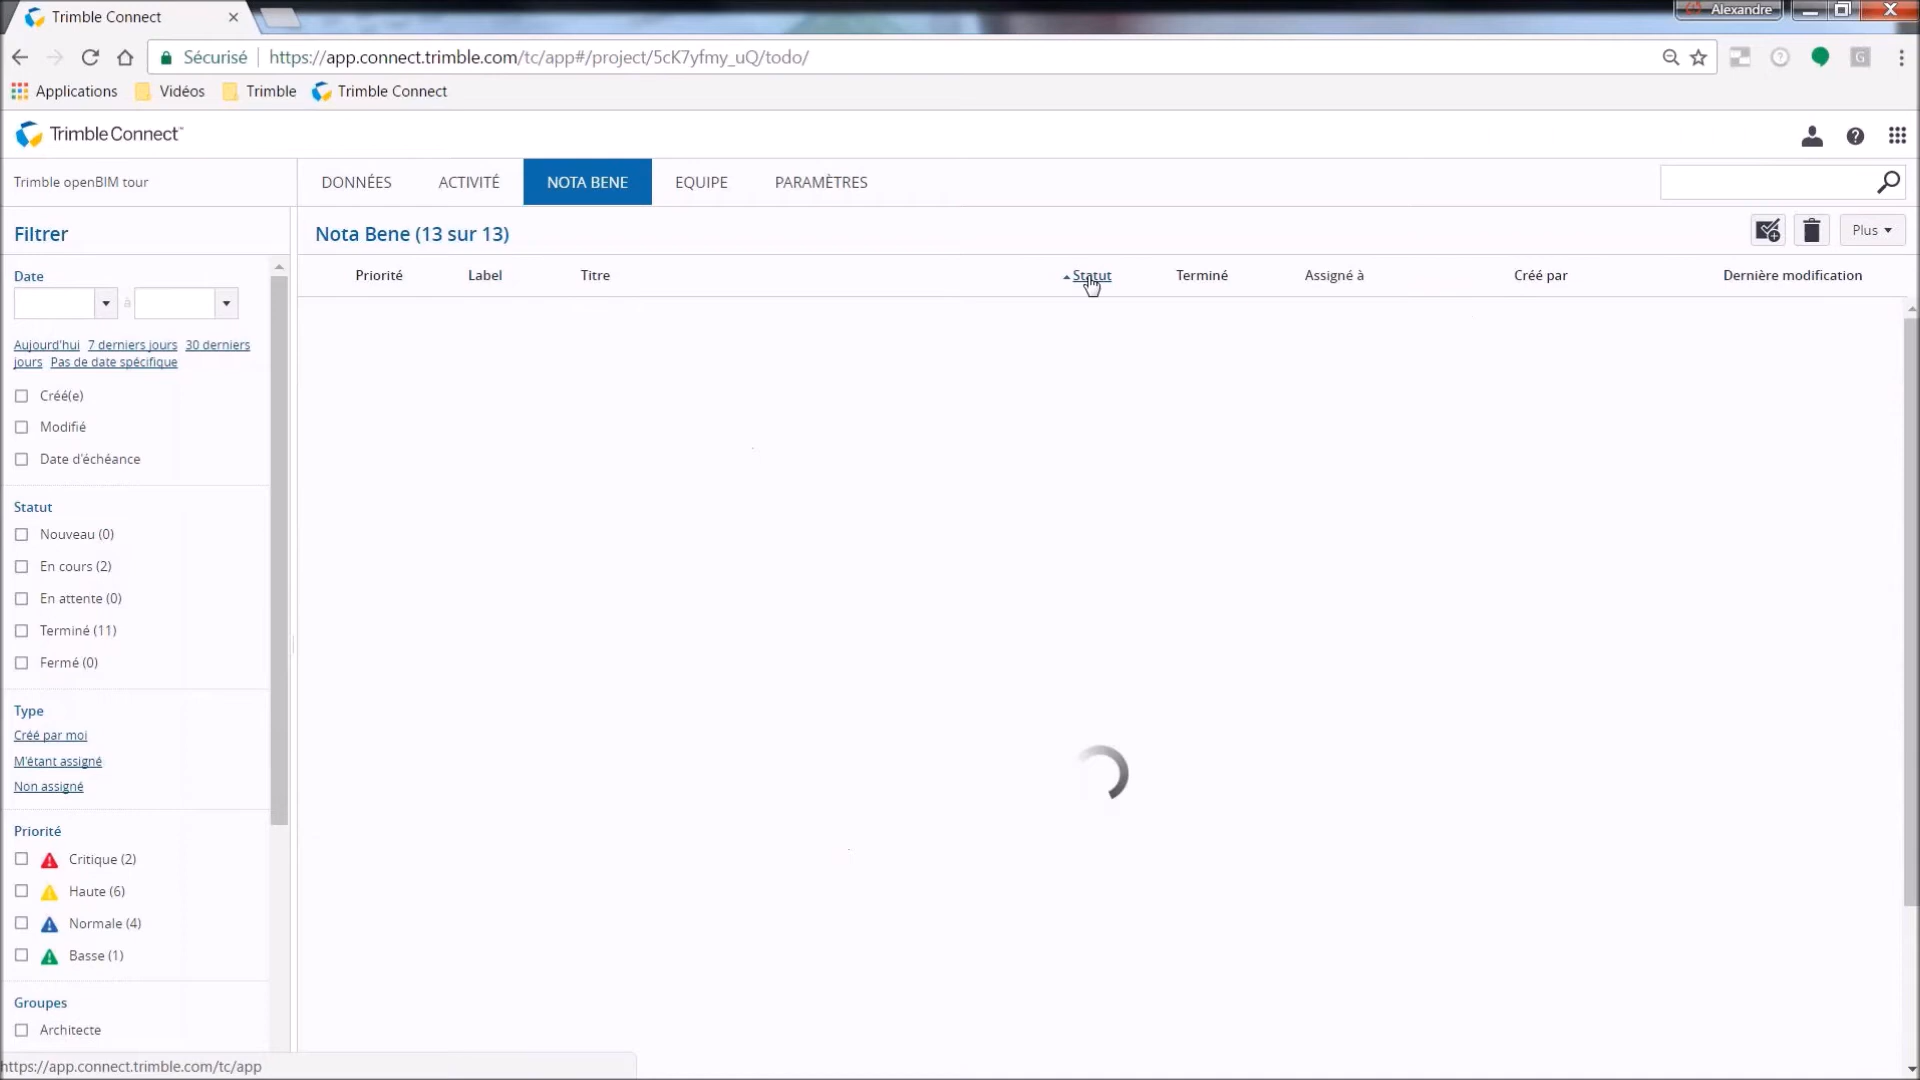 Trimble Connect
Alexandre
Sécurisé https://app.connect.trimble.com/tc/app#/project/5cK7yfmy_uQ/todo/
Applications Vidéos Trimble Trimble Connect
Trimble Connect™
Trimble openBIM tour
DONNÉES ACTIVITÉ NOTA BENE EQUIPE PARAMÈTRES
Filtrer
Nota Bene (13 sur 13)
Plus
Priorité Label Titre Statut Terminé Assigné à Créé par Dernière modification
Date
à
Aujourd'hui 7 derniers jours 30 derniers
jours Pas de date spécifique
Créé(e)
Modifié
Date d'échéance
Statut
Nouveau (0)
En cours (2)
En attente (0)
Terminé (11)
Fermé (0)
Type
Créé par moi
M'étant assigné
Non assigné
Priorité
Critique (2)
Haute (6)
Normale (4)
Basse (1)
Groupes
Architecte
https://app.connect.trimble.com/tc/app